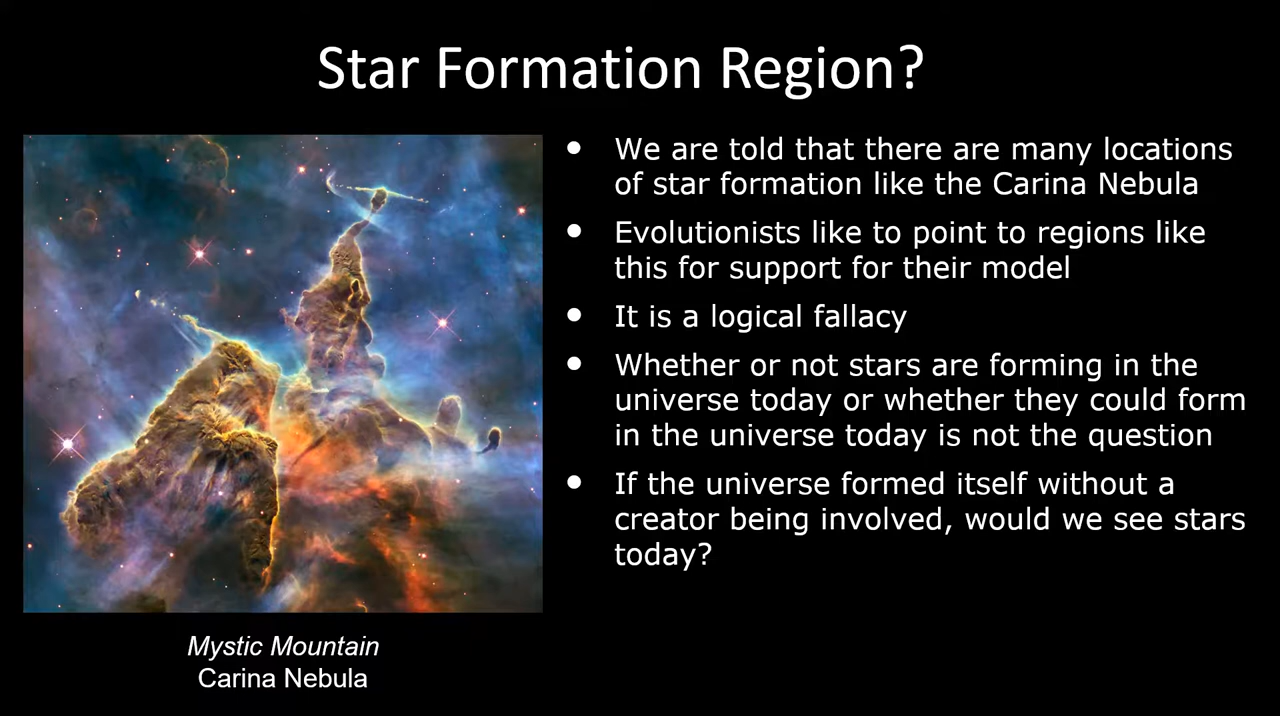 Star Formation Region?
• We are told that there are many locations
of star formation like the Carina Nebula
• Evolutionists like to point to regions like
this for support for their model
• It is a logical fallacy
• Whether or not stars are forming in the
universe today or whether they could form
in the universe today is not the question
• If the universe formed itself without a
creator being involved, would we see stars
today?
Mystic Mountain
Carina Nebula